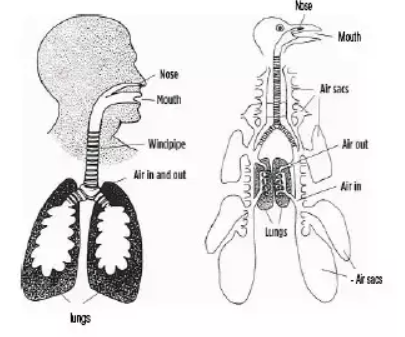 Nose
Mouth
Windpipe
Air in and out
lungs
Nose
Mouth
Air sacs
Air out
Air in
Lungs
- Air sacs